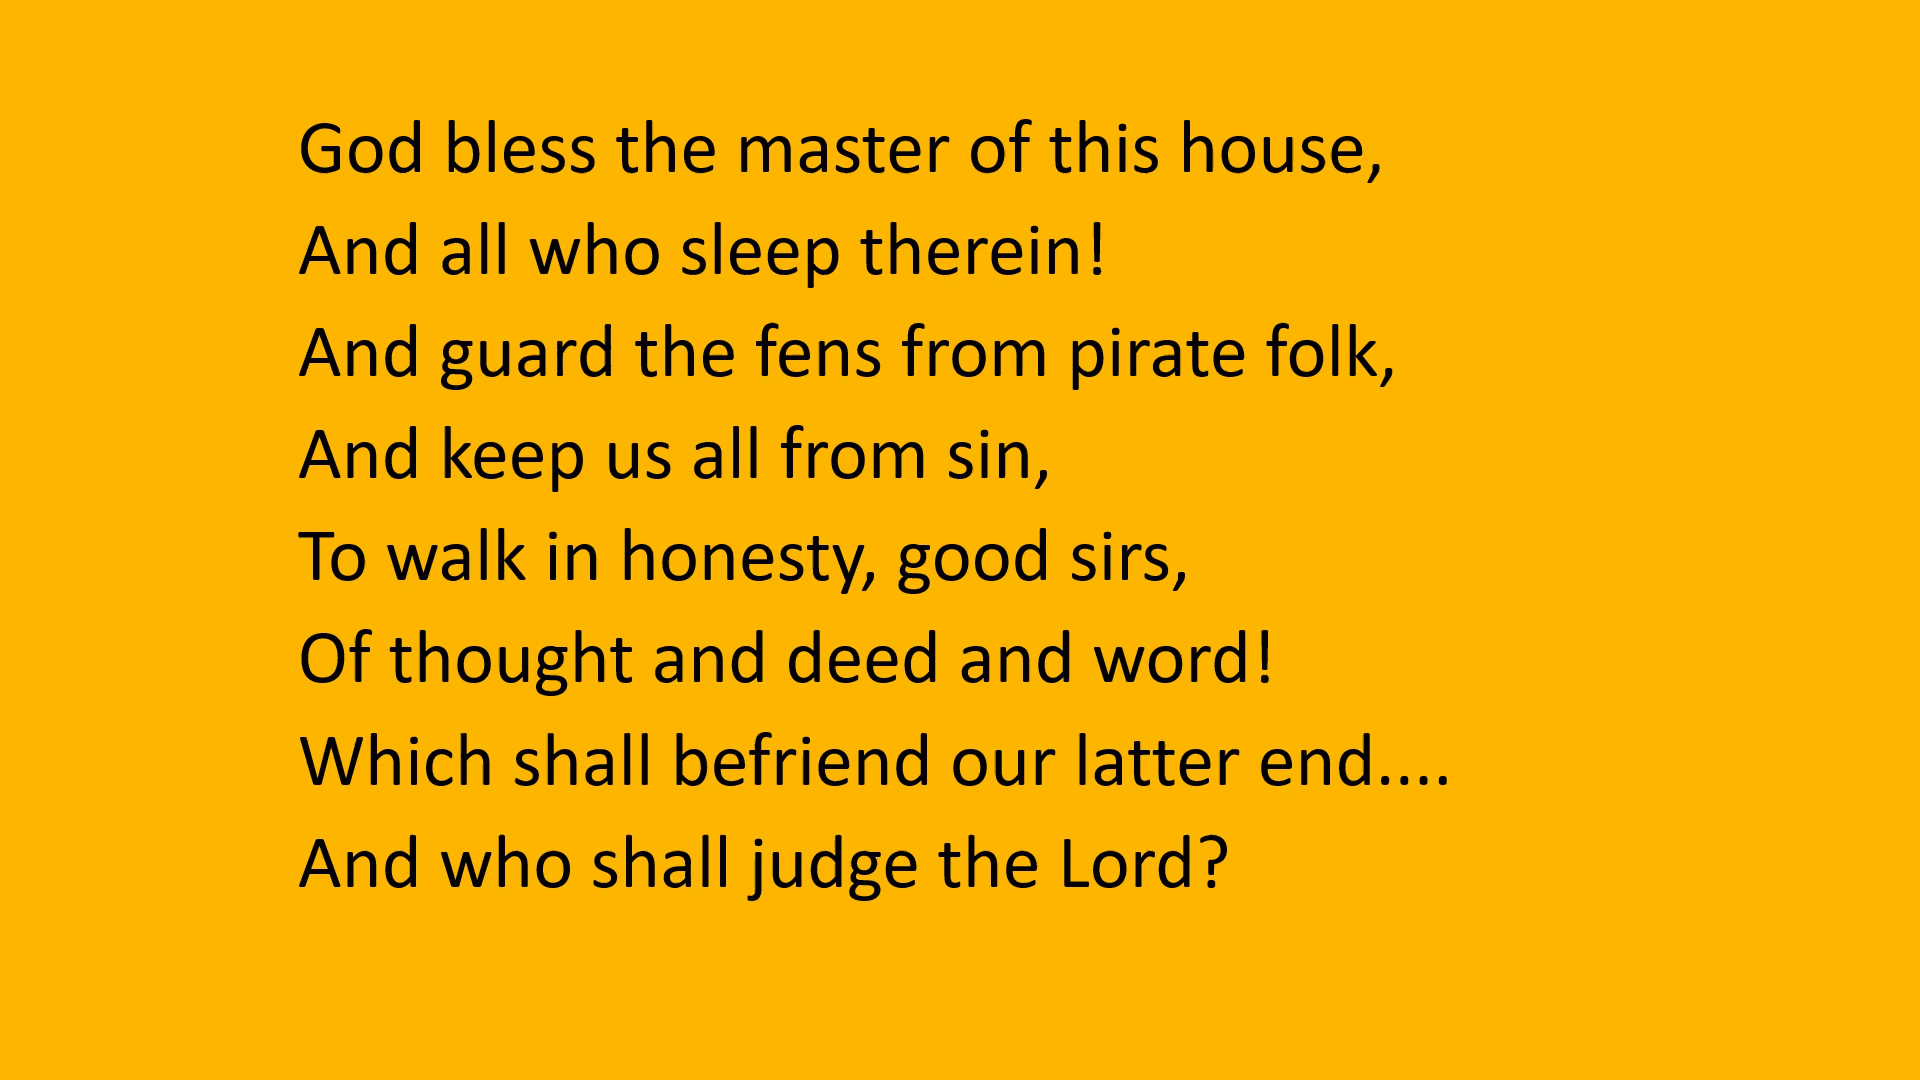 God bless the master of this house,
And all who sleep therein!
And guard the fens from pirate folk,
And keep us all from sin,
To walk in honesty, good sirs,
Of thought and deed and word!
Which shall befriend our latter end....
And who shall judge the Lord?